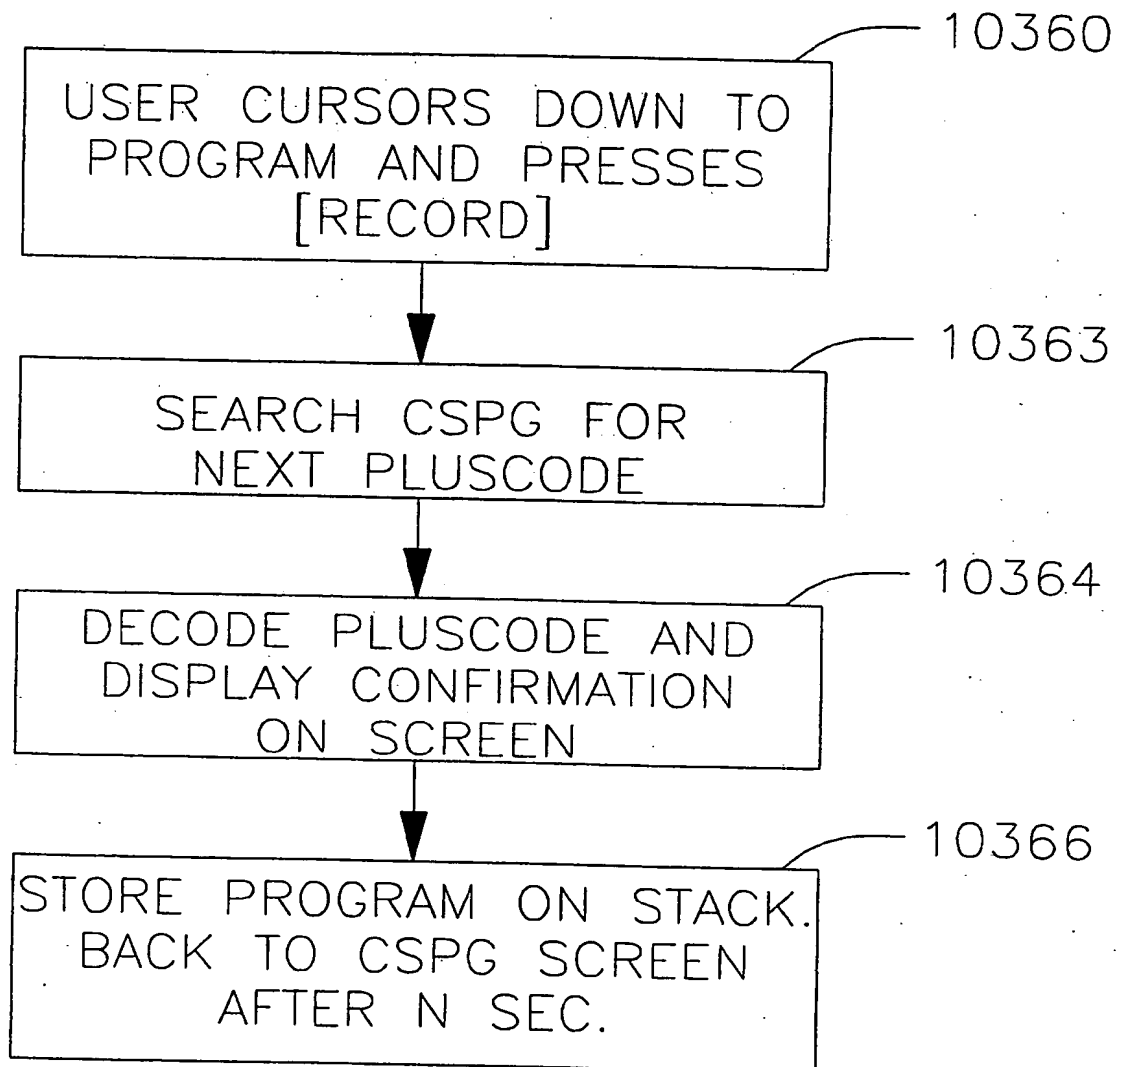 10360
USER CURSORS DOWN TO
PROGRAM AND PRESSES
[RECORD]
10363
SEARCH CSPG FOR
NEXT PLUSCODE
10364
DECODE PLUSCODE AND
DISPLAY CONFIRMATION
ON SCREEN
10366
STORE PROGRAM ON STACK.
BACK TO CSPG SCREEN
AFTER N SEC.